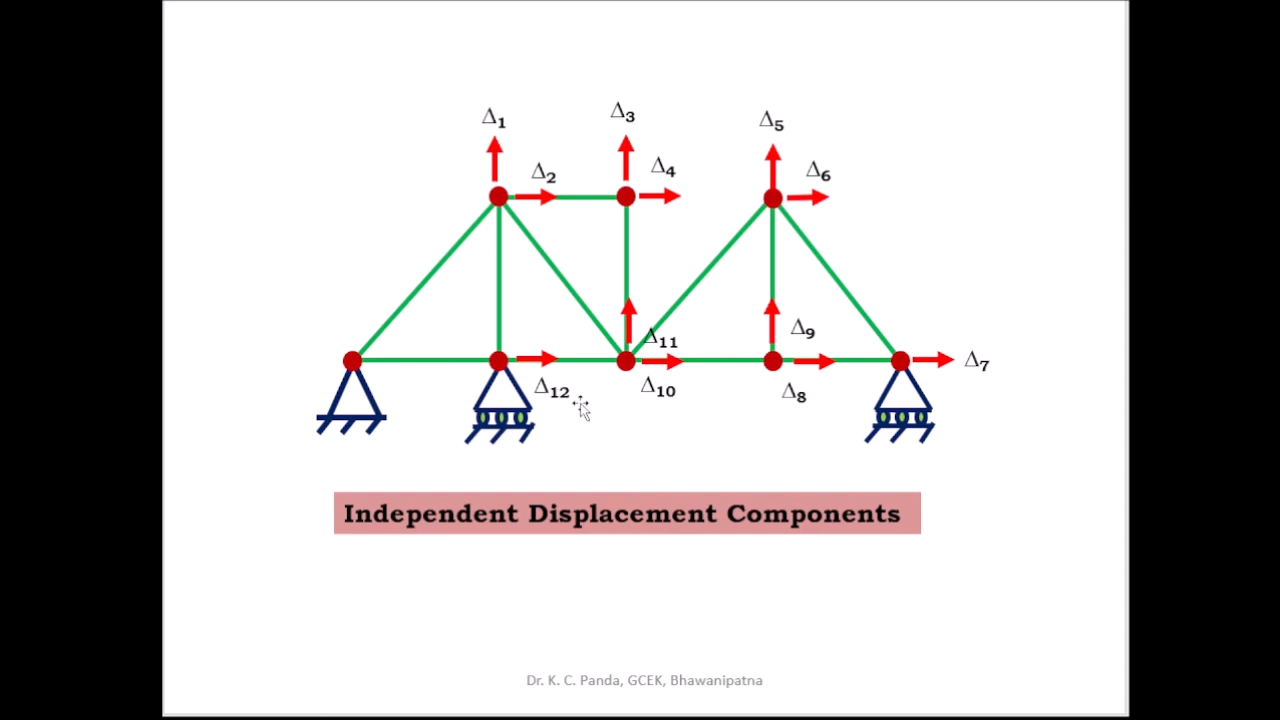 Δ1
Δ3
Δ5
Δ2
Δ4
Δ6
Δ11
Δ9
Δ7
Δ12
Δ10
Δ8
Independent Displacement Components
Dr. K. C. Panda, GCEK, Bhawanipatna